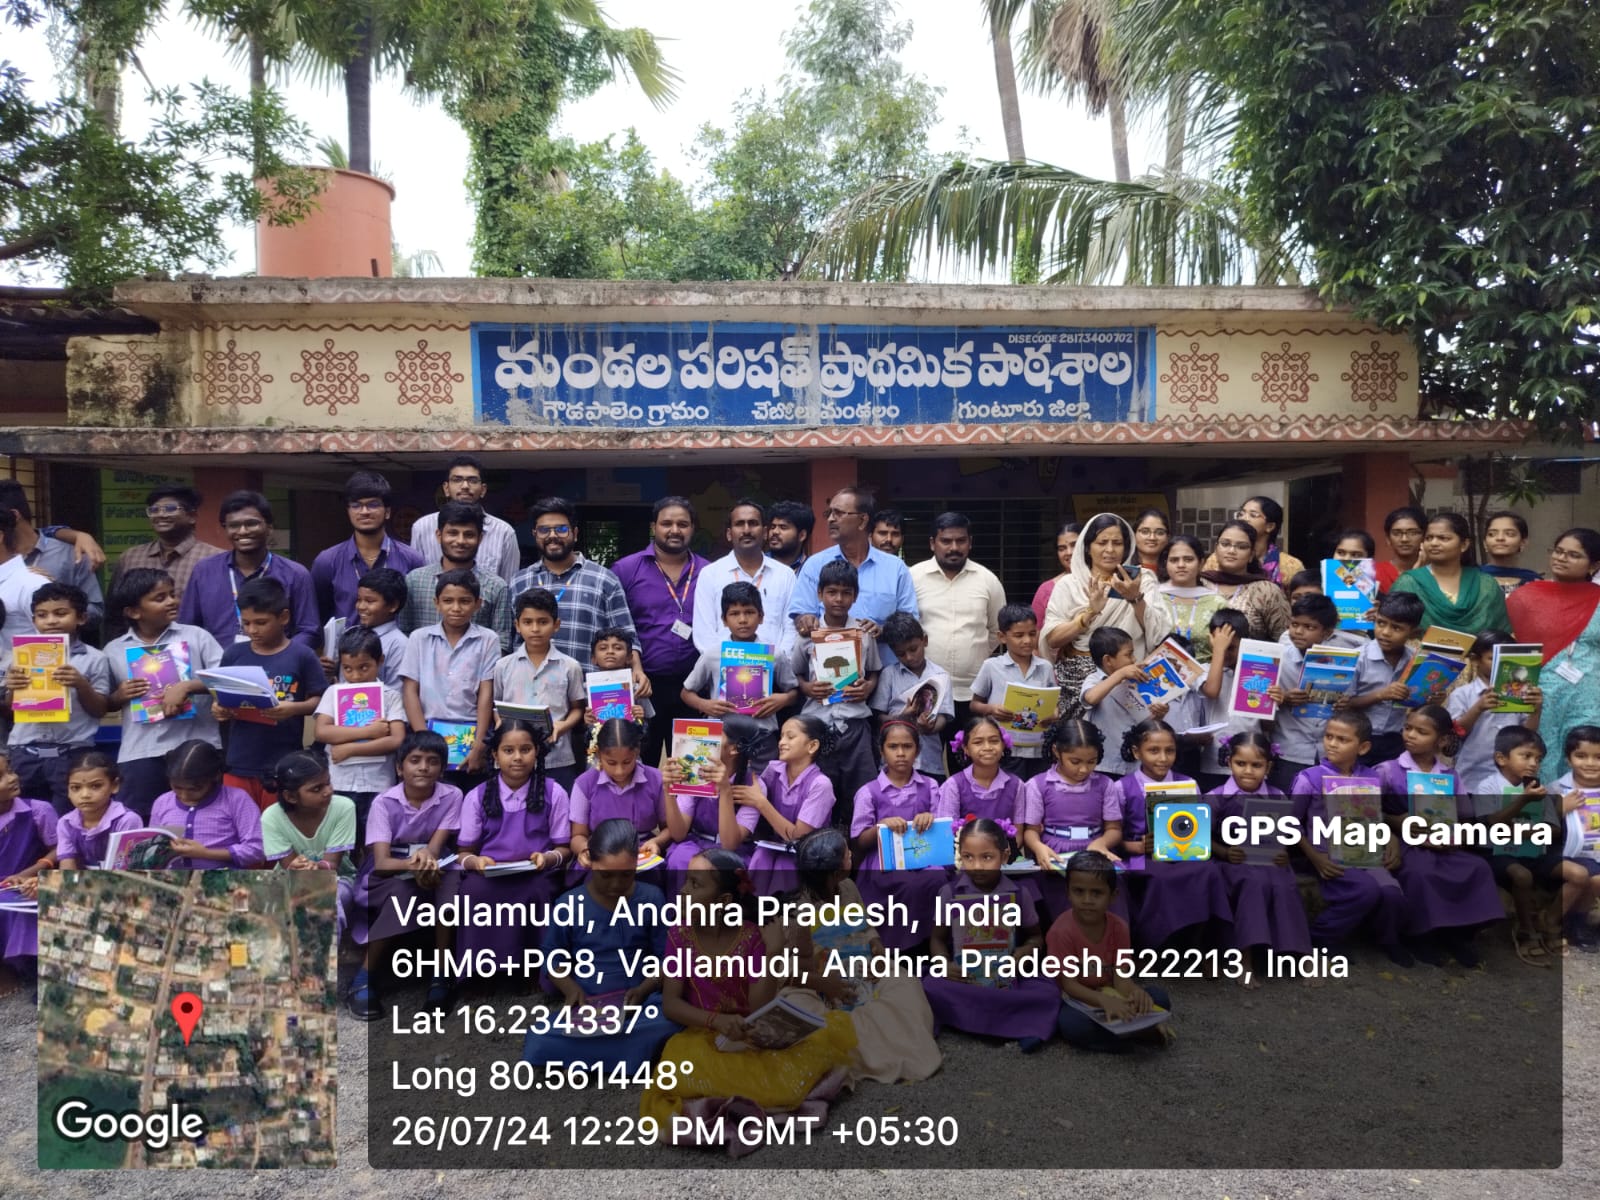 DISECODE 28173400702
మండల పరిషత్ ప్రాథమిక పాఠశాల
గౌడపాలెం గ్రామం చేబ్రోలు మండలం గుంటూరు జిల్లా
CCE
GPS Map Camera
Vadlamudi, Andhra Pradesh, India
6HM6+PG8, Vadlamudi, Andhra Pradesh 522213, India
Lat 16.234337°
Long 80.561448°
26/07/24 12:29 PM GMT +05:30
Google